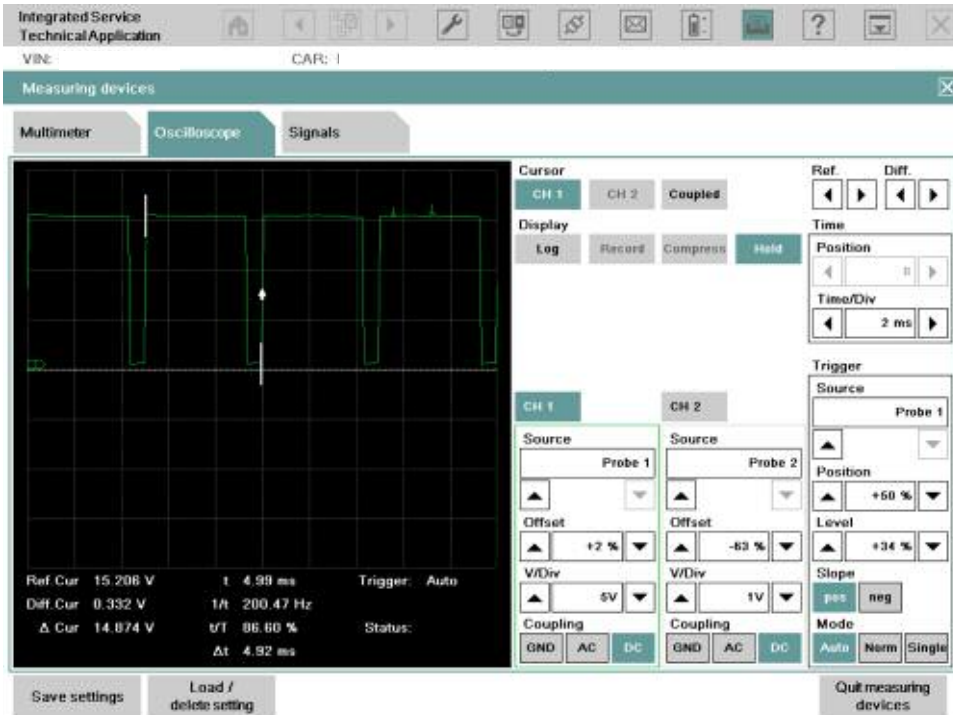 Integrated Service
Technical Application
?
VIN:
CAR:
Measuring devices
Multimeter
Oscilloscope
Signals
Cursor
CH 1
CH 2
Coupled
Ref.
Diff.
Display
Log
Record
Compress
Hold
Time
Position
0
Time/Div
2 ms
Trigger
Source
Probe 1
Position
+50 %
Level
+34 %
Slope
pos
neg
Mode
Auto
Norm
Single
CH 1
Source
Probe 1
Offset
+2 %
V/Div
5V
Coupling
GND
AC
DC
CH 2
Source
Probe 2
Offset
-63 %
V/Div
1V
Coupling
GND
AC
DC
Ref.Cur 15.206 V
t 4.99 ms
Trigger: Auto
Diff.Cur 0.332 V
1/t 200.47 Hz
Δ Cur 14.874 V
t/T 86.60 %
Status:
Δt 4.92 ms
Save settings
Load /
delete setting
Quit measuring
devices